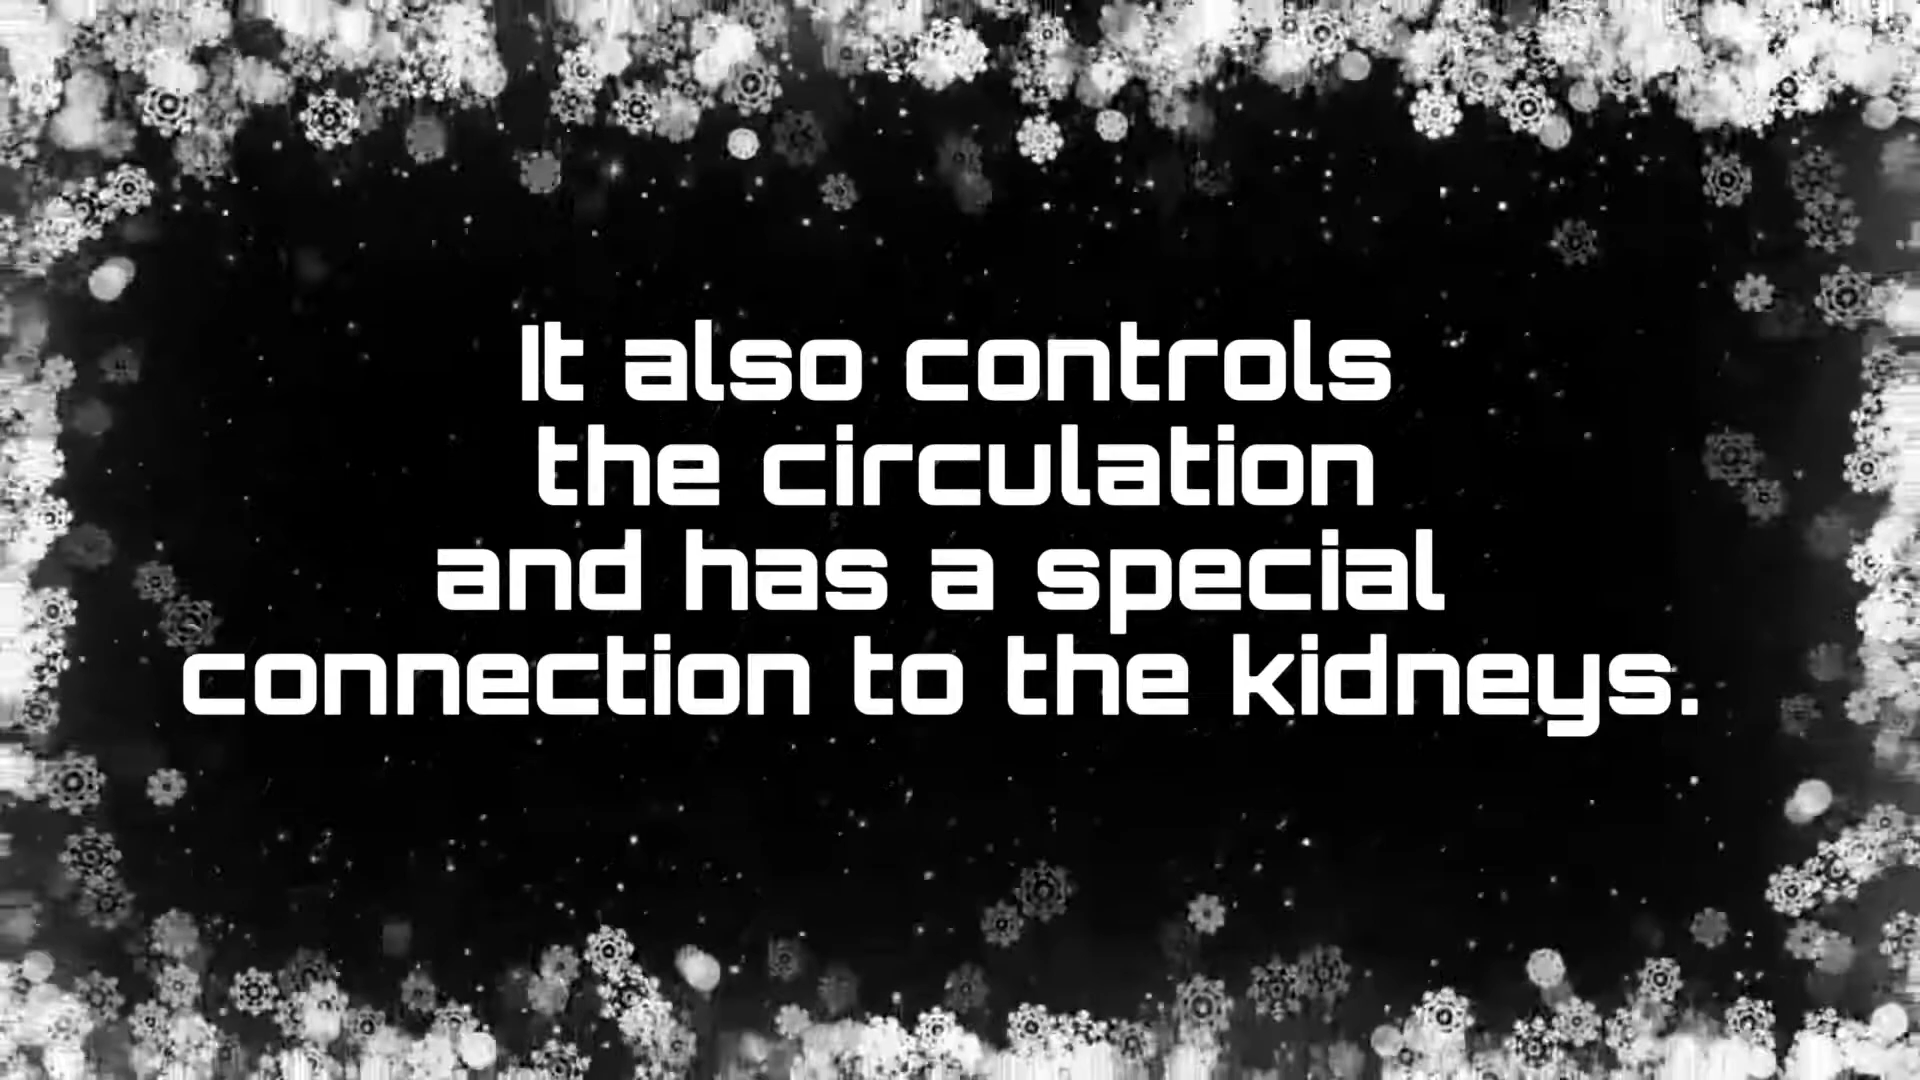 It also controls
the circulation
and has a special
connection to the kidneys.